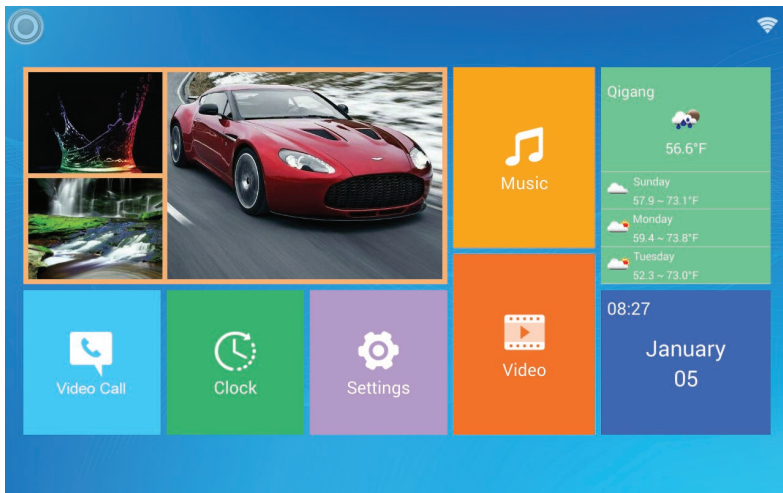 Music
Qigang
56.6°F
Sunday
57.9 ~ 73.1°F
Monday
59.4 ~ 73.8°F
Tuesday
52.3 ~ 73.0°F
Video Call
Clock
Settings
Video
08:27
January
05